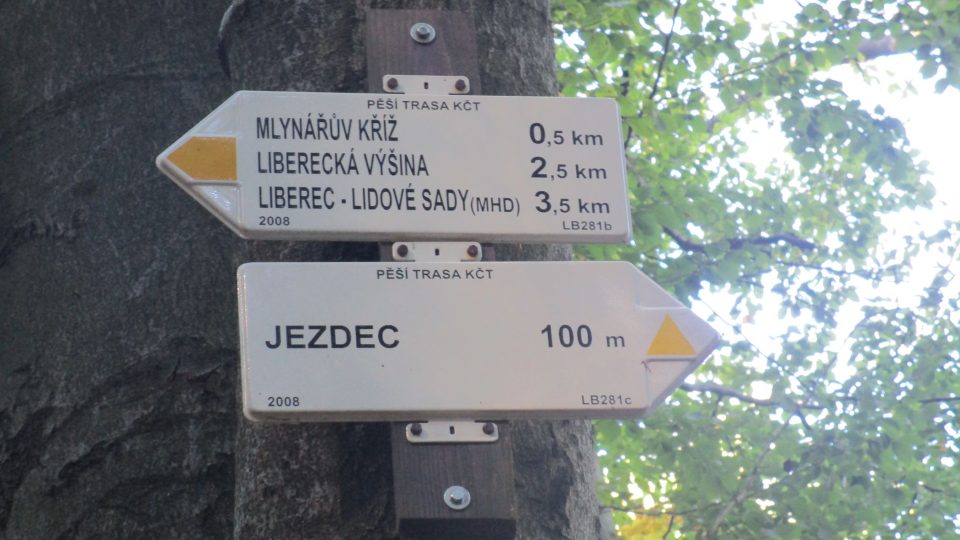 PĚŠÍ TRASA KČT
MLYNÁŘŮV KŘÍŽ 0,5 km
LIBERECKÁ VÝŠINA 2,5 km
LIBEREC - LIDOVÉ SADY(MHD) 3,5 km
2008 LB281b
PĚŠÍ TRASA KČT
JEZDEC 100 m
2008 LB281c